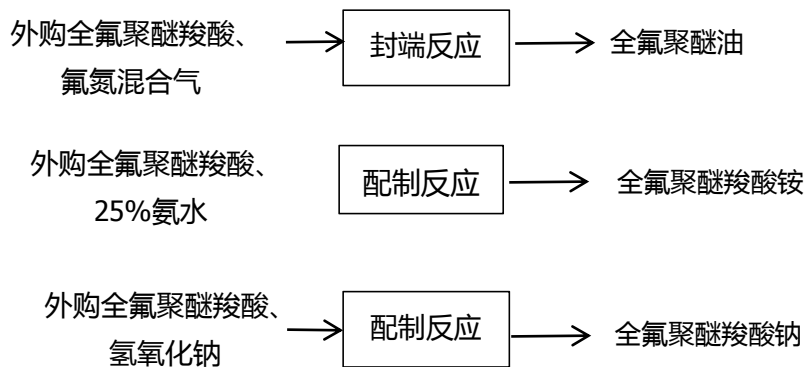 外购全氟聚醚羧酸、
氟氮混合气
封端反应
全氟聚醚油
外购全氟聚醚羧酸、
25%氨水
配制反应
全氟聚醚羧酸铵
外购全氟聚醚羧酸、
氢氧化钠
配制反应
全氟聚醚羧酸钠